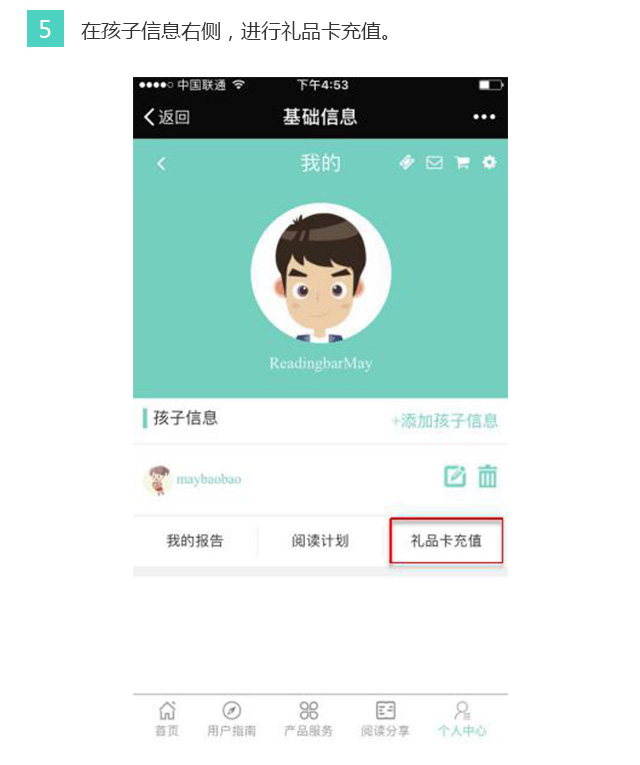 5 在孩子信息右侧，进行礼品卡充值。
中国联通 下午4:53
返回 基础信息
我的
ReadingbarMay
孩子信息 +添加孩子信息
maybaobao
我的报告 阅读计划 礼品卡充值
首页 用户指南 产品服务 阅读分享 个人中心